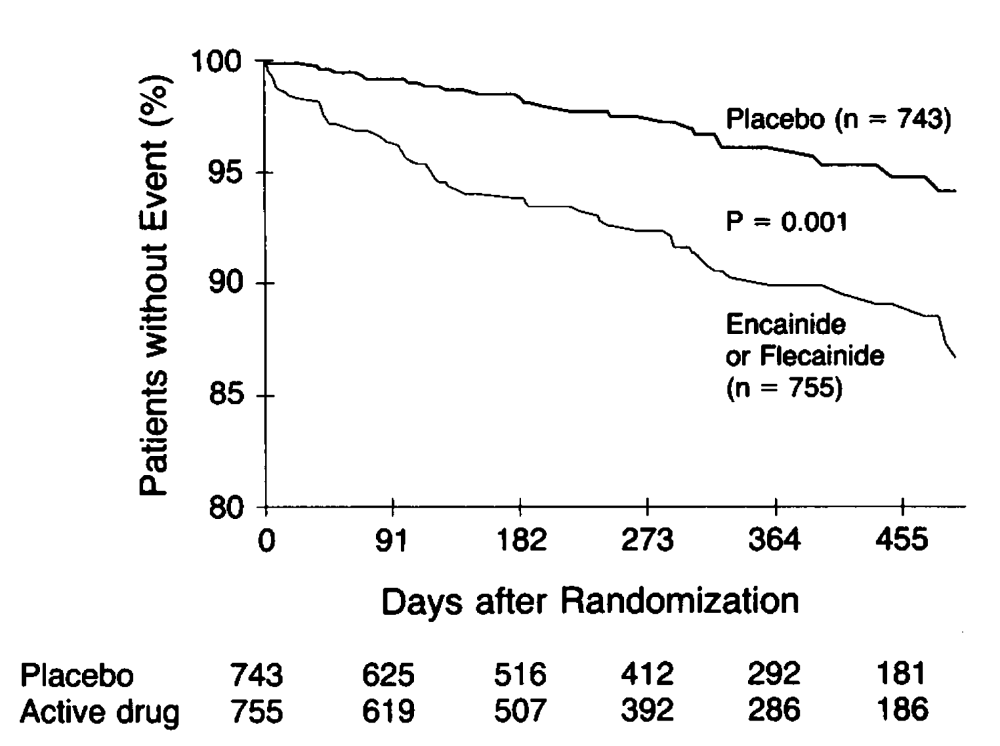 Patients without Event (%)
100
95
90
85
80
Placebo (n = 743)
P = 0.001
Encainide
or Flecainide
(n = 755)
0 91 182 273 364 455
Days after Randomization
Placebo 743 625 516 412 292 181
Active drug 755 619 507 392 286 186